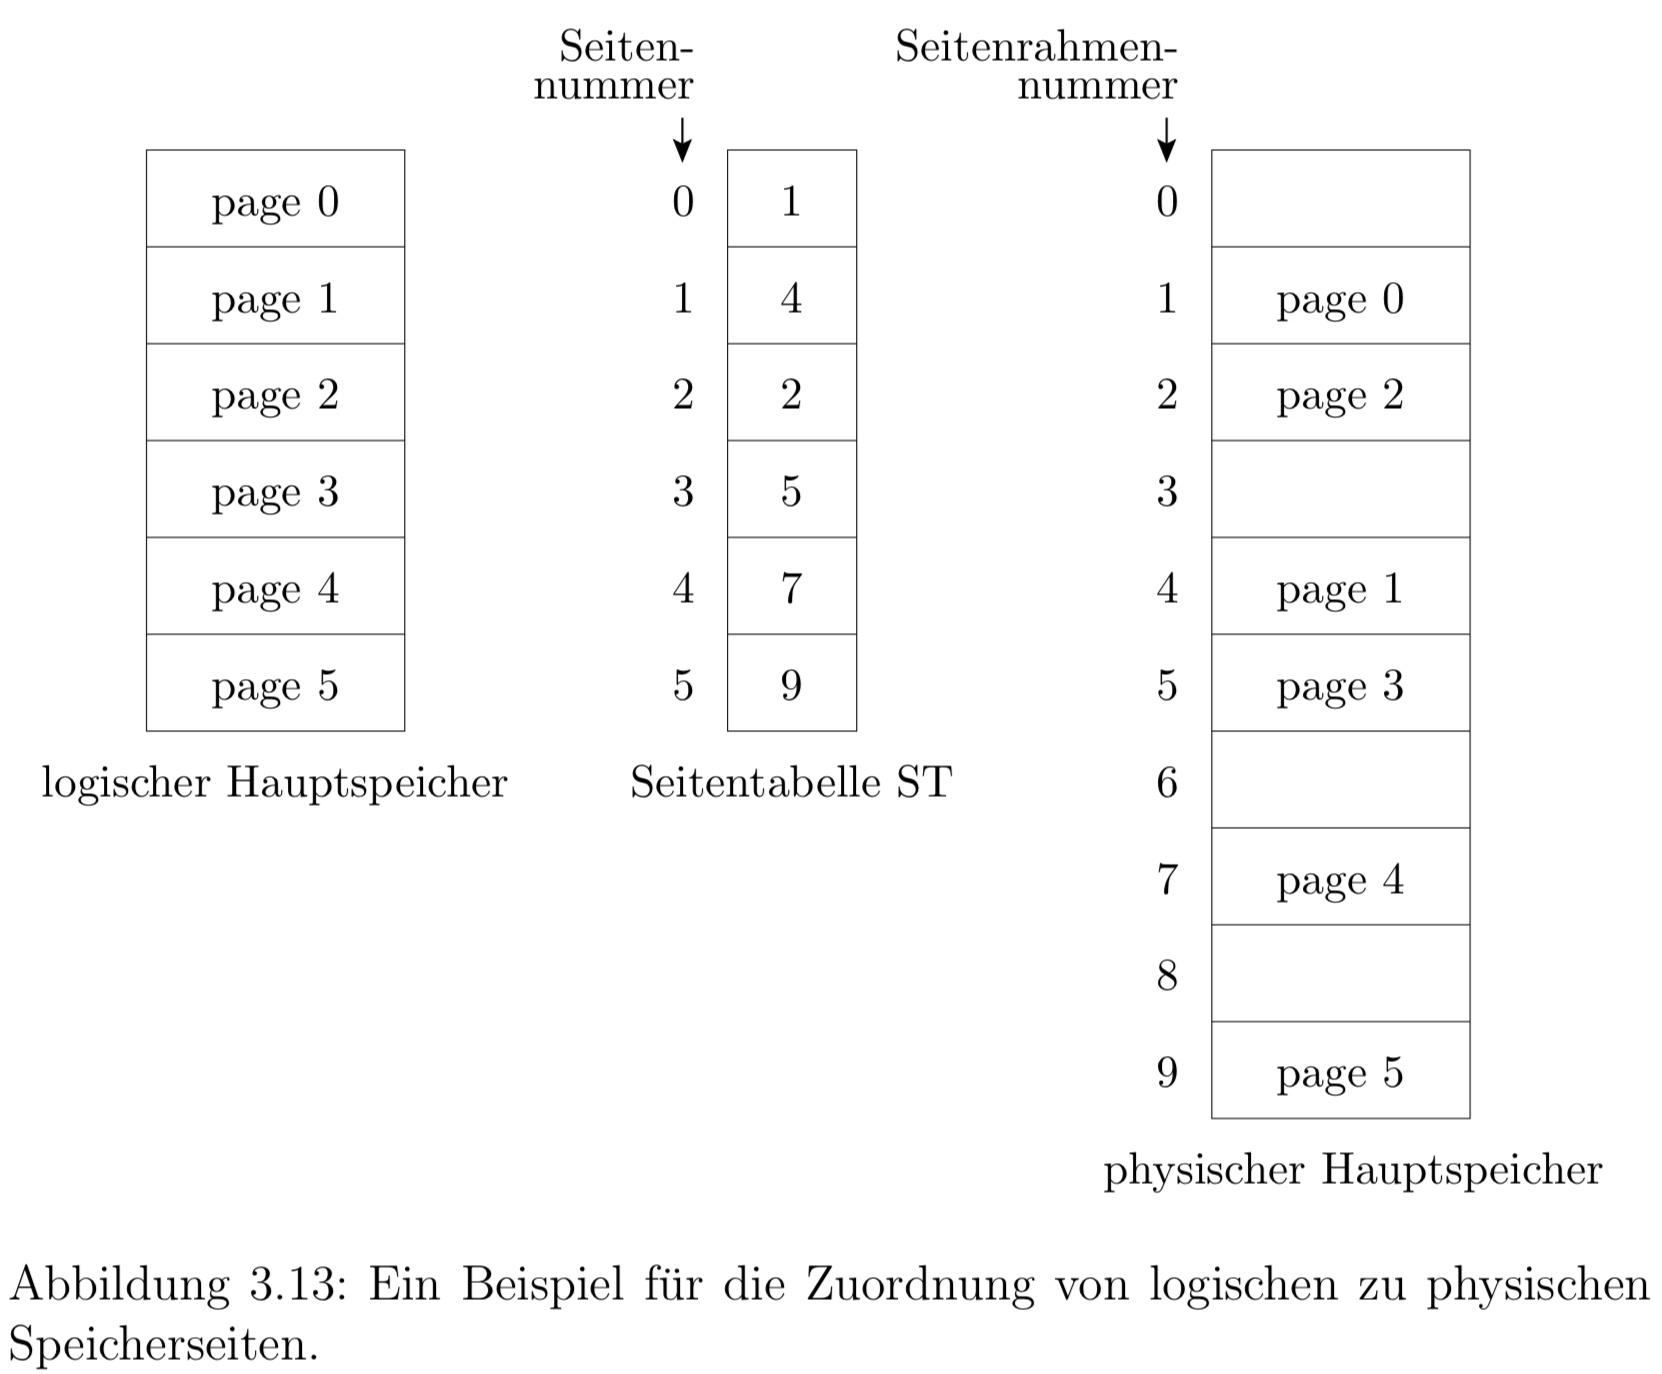 Seiten-
nummer
Seitenrahmen-
nummer
page 0
page 1
page 2
page 3
page 4
page 5
logischer Hauptspeicher
0 1
1 4
2 2
3 5
4 7
5 9
Seitentabelle ST
0
1 page 0
2 page 2
3
4 page 1
5 page 3
6
7 page 4
8
9 page 5
physischer Hauptspeicher
Abbildung 3.13: Ein Beispiel für die Zuordnung von logischen zu physischen
Speicherseiten.